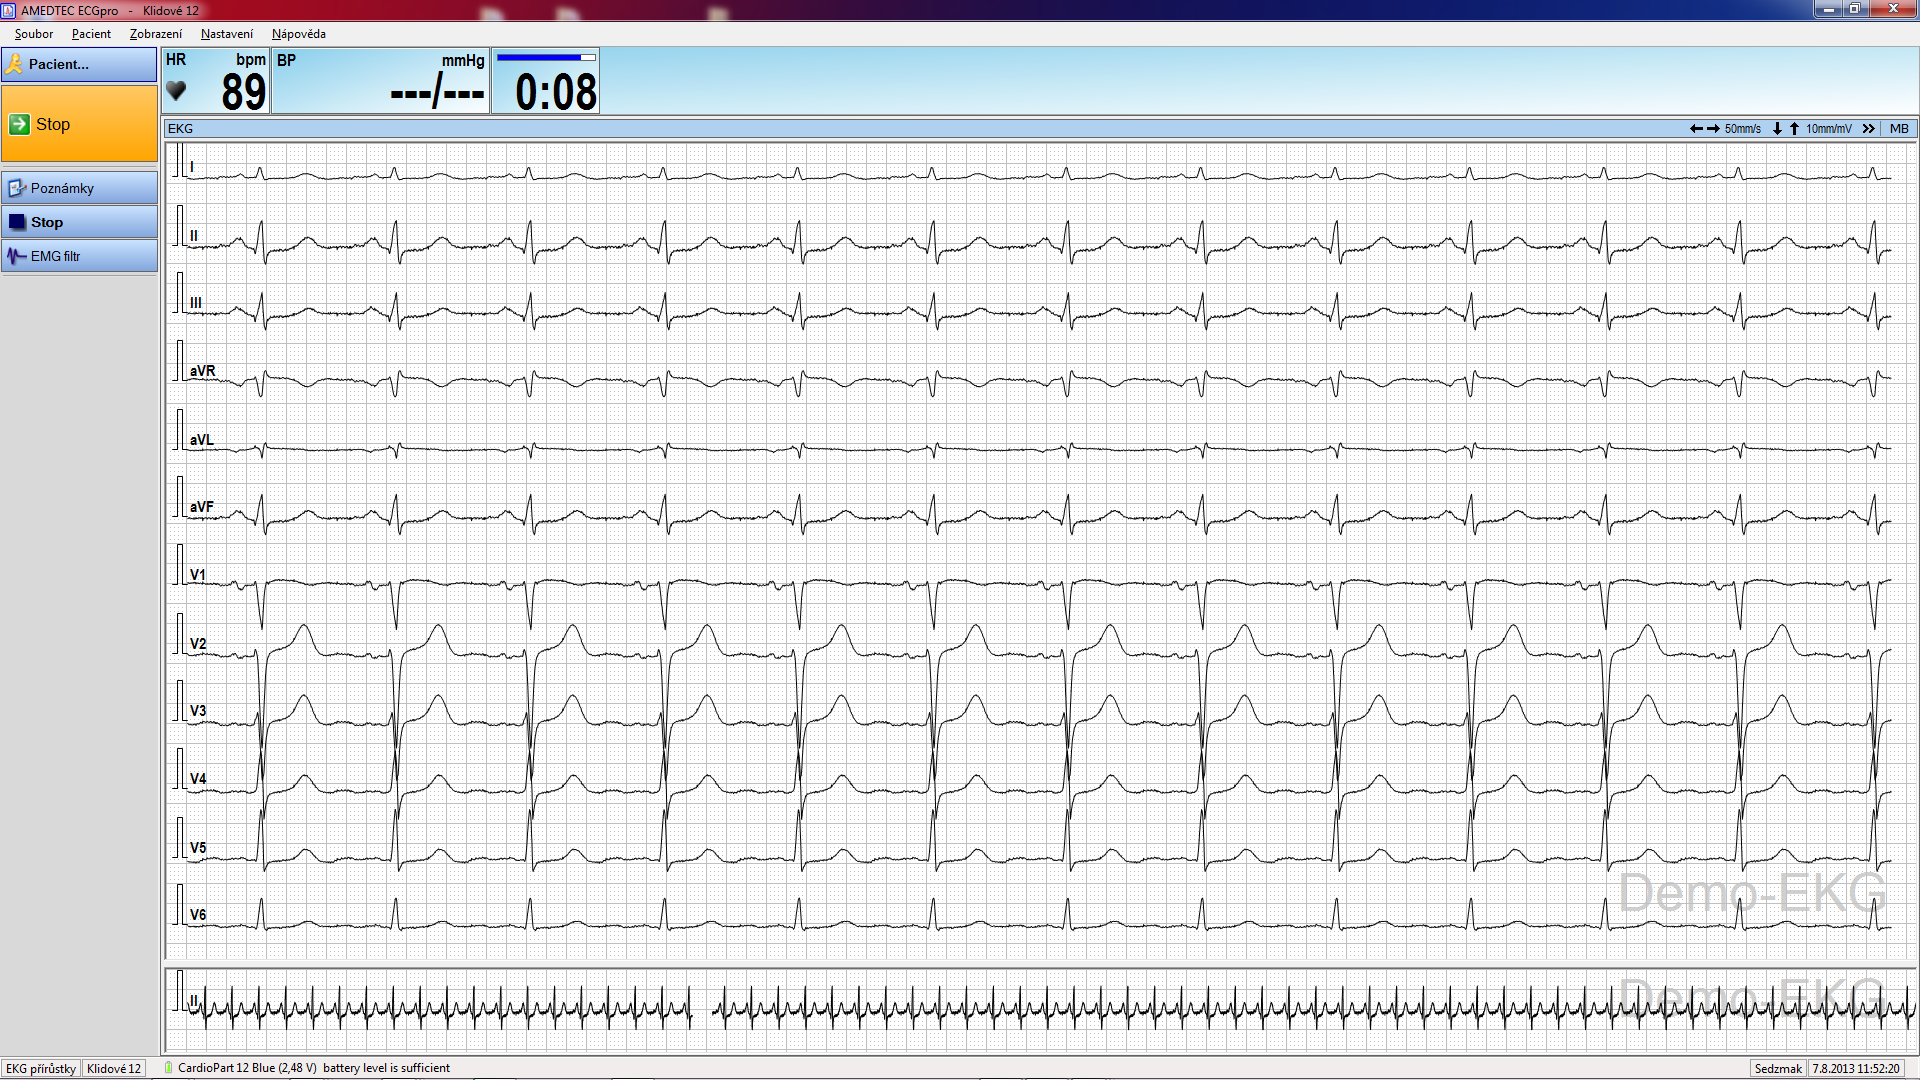 AMEDTEC ECGpro - Klidové 12
Soubor Pacient Zobrazení Nastavení Nápověda
Pacient...
Stop
Poznámky
Stop
EMG filtr
HR bpm
89
BP mmHg
---/---
0:08
EKG 50mm/s 10mm/mV MB
I
II
III
aVR
aVL
aVF
V1
V2
V3
V4
V5
V6
Demo-EKG
II
Demo-EKG
EKG přírůstky Klidové 12 CardioPart 12 Blue (2,48 V) battery level is sufficient Sedzmak 7.8.2013 11:52:20